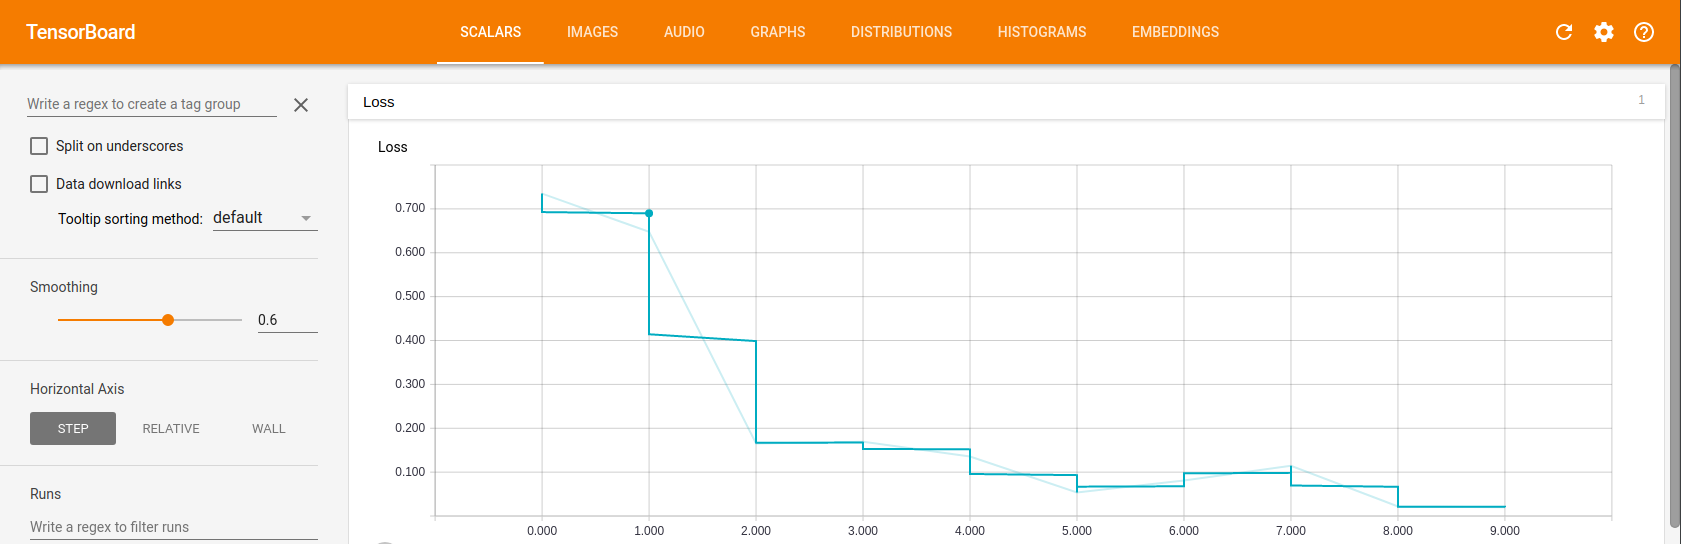 TensorBoard
SCALARS IMAGES AUDIO GRAPHS DISTRIBUTIONS HISTOGRAMS EMBEDDINGS
Write a regex to create a tag group
Split on underscores
Data download links
Tooltip sorting method: default
Smoothing
0.6
Horizontal Axis
STEP RELATIVE WALL
Runs
Write a regex to filter runs
Loss 1
Loss
0.700
0.600
0.500
0.400
0.300
0.200
0.100
0.000 1.000 2.000 3.000 4.000 5.000 6.000 7.000 8.000 9.000